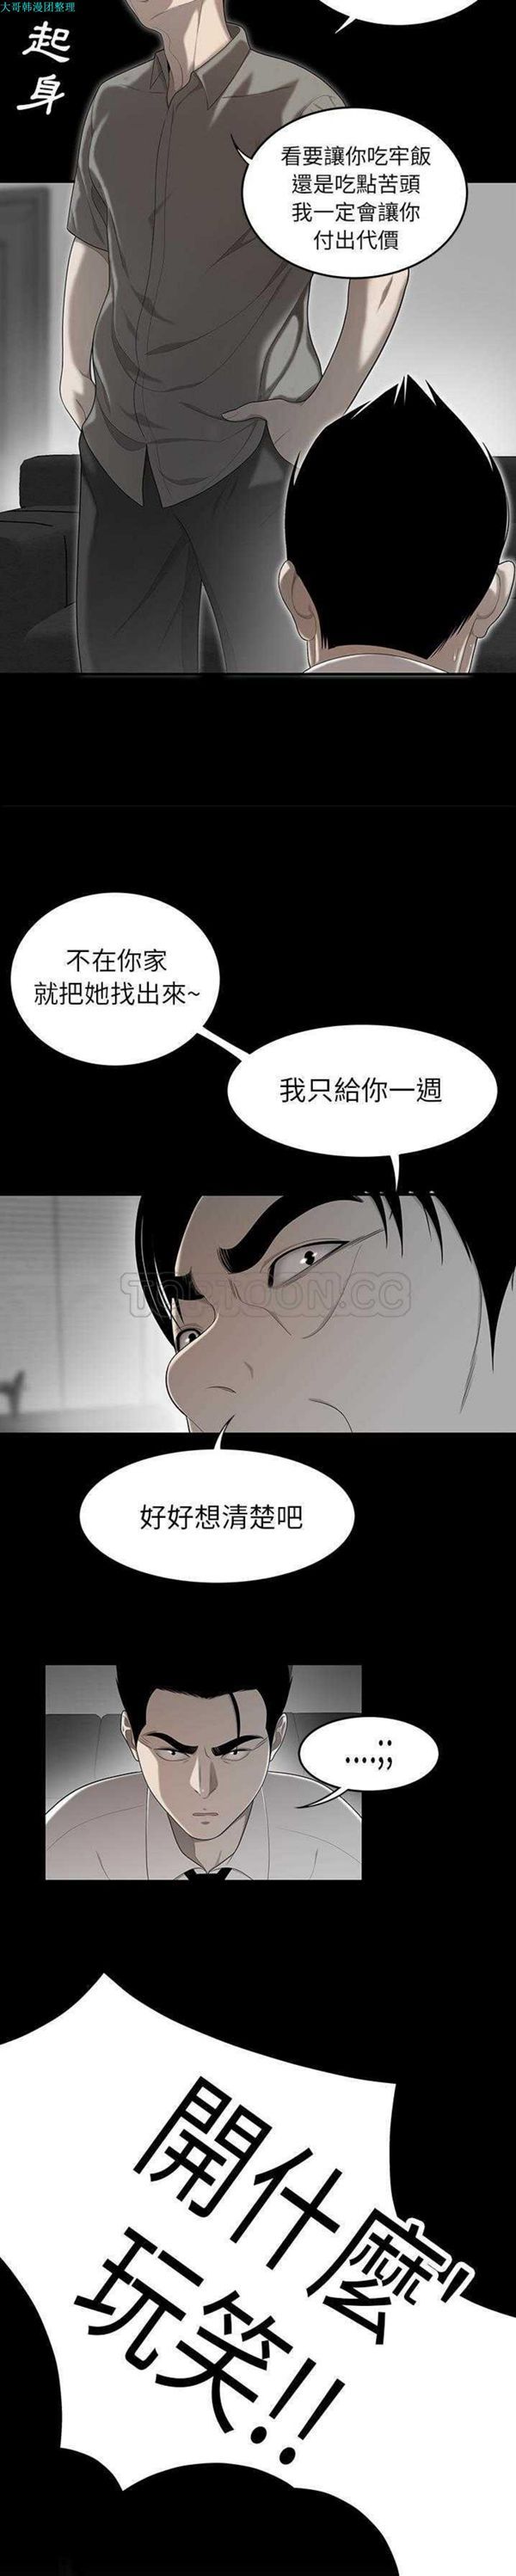 大哥韩漫团整理
起
身
看要讓你吃牢飯
還是吃點苦頭
我一定會讓你
付出代價
不在你家
就把她找出來~
我只給你一週
TOPTOON.CC
好好想清楚吧
....;;
開什麼
玩笑!!